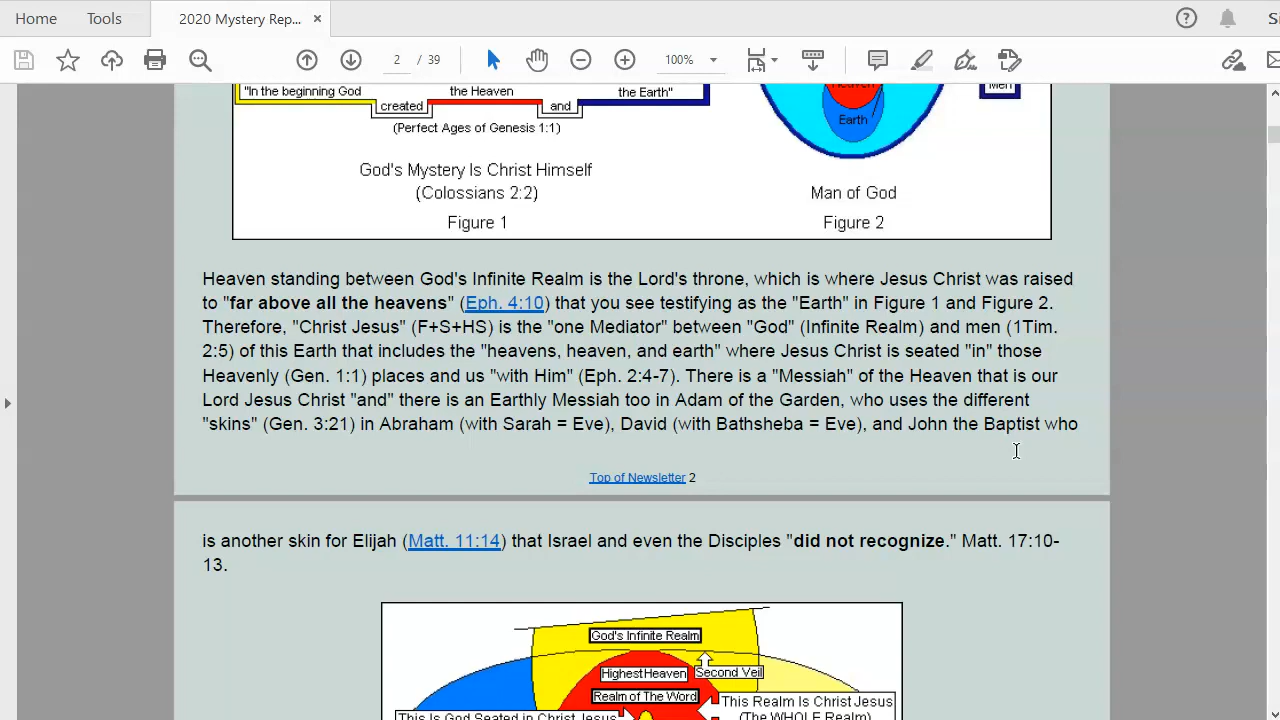 Home
Tools
2020 Mystery Rep...
×
2 / 39
100%
"In the beginning God
the Heaven
the Earth"
created
and
(Perfect Ages of Genesis 1:1)
Heaven
Men
Earth
God's Mystery Is Christ Himself
(Colossians 2:2)
Figure 1
Man of God
Figure 2
Heaven standing between God's Infinite Realm is the Lord's throne, which is where Jesus Christ was raised
to "far above all the heavens" (Eph. 4:10) that you see testifying as the "Earth" in Figure 1 and Figure 2.
Therefore, "Christ Jesus" (F+S+HS) is the "one Mediator" between "God" (Infinite Realm) and men (1Tim.
2:5) of this Earth that includes the "heavens, heaven, and earth" where Jesus Christ is seated "in" those
Heavenly (Gen. 1:1) places and us "with Him" (Eph. 2:4-7). There is a "Messiah" of the Heaven that is our
Lord Jesus Christ "and" there is an Earthly Messiah too in Adam of the Garden, who uses the different
"skins" (Gen. 3:21) in Abraham (with Sarah = Eve), David (with Bathsheba = Eve), and John the Baptist who
Top of Newsletter 2
is another skin for Elijah (Matt. 11:14) that Israel and even the Disciples "did not recognize." Matt. 17:10-
13.
God's Infinite Realm
Highest Heaven
Second Veil
Realm of The Word
This Realm Is Christ Jesus
(The WHOLE Realm)
This Is God Seated in Christ Jesus